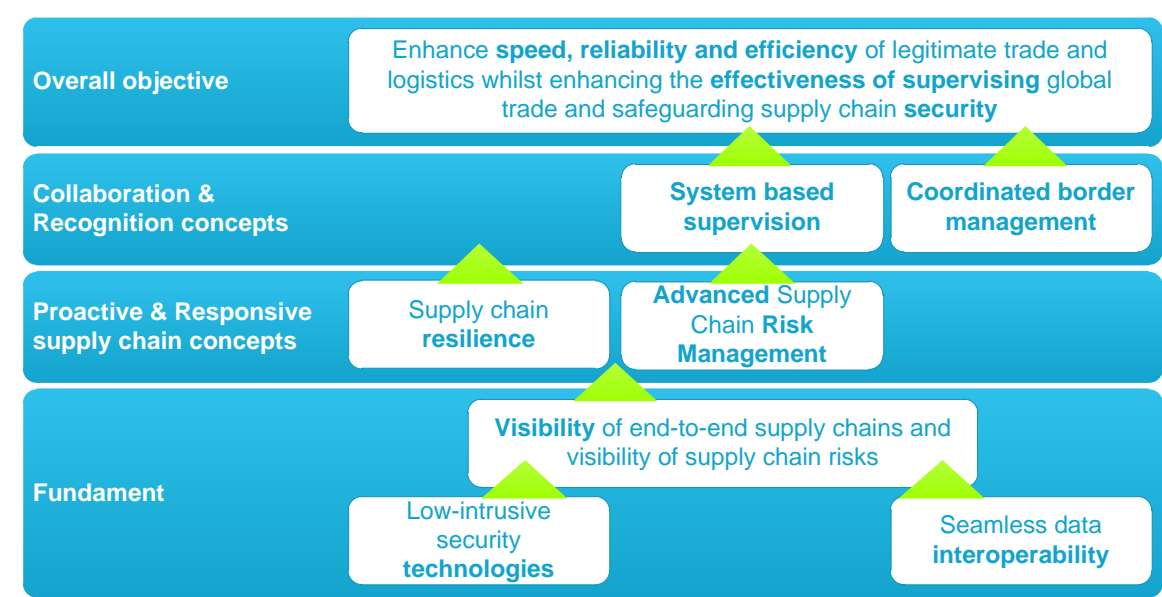 Overall objective
Enhance speed, reliability and efficiency of legitimate trade and
logistics whilst enhancing the effectiveness of supervising global
trade and safeguarding supply chain security
Collaboration &
Recognition concepts
System based
supervision
Coordinated border
management
Proactive & Responsive
supply chain concepts
Supply chain
resilience
Advanced Supply
Chain Risk
Management
Fundament
Visibility of end-to-end supply chains and
visibility of supply chain risks
Low-intrusive
security
technologies
Seamless data
interoperability